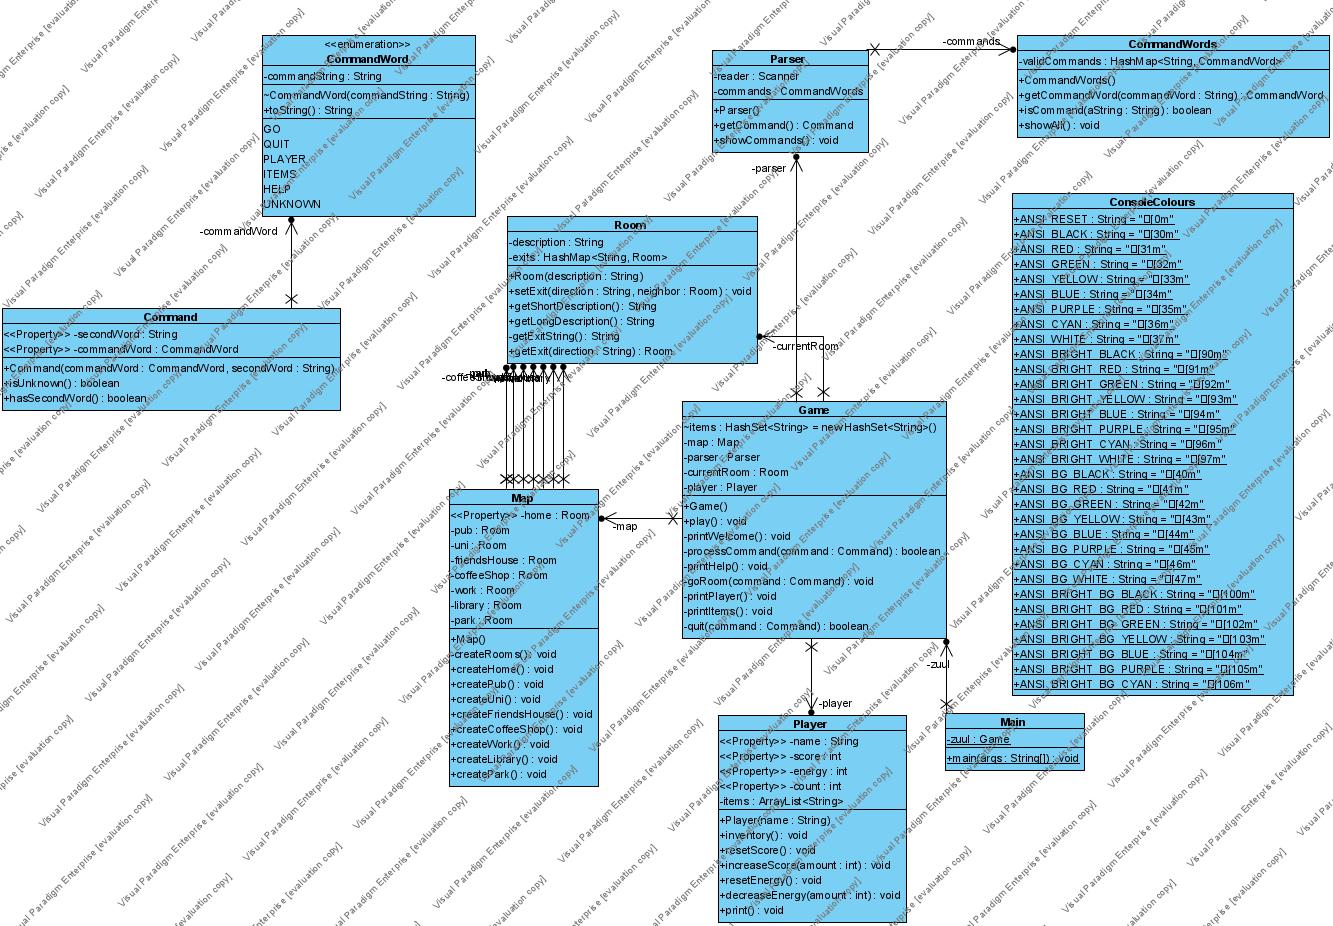 <<enumeration>>
CommandWord
-commandString : String
~CommandWord(commandString : String)
+toString() : String
GO
QUIT
PLAYER
ITEMS
HELP
UNKNOWN
-commandWord
Command
<<Property>> -secondWord : String
<<Property>> -commandWord : CommandWord
+Command(commandWord : CommandWord, secondWord : String)
+isUnknown() : boolean
+hasSecondWord() : boolean
Parser
-reader : Scanner
-commands : CommandWords
+Parser()
+getCommand() : Command
+showCommands() : void
-commands
CommandWords
-validCommands : HashMap<String, CommandWord>
+CommandWords()
+getCommandWord(commandWord : String) : CommandWord
+isCommand(aString : String) : boolean
+showAll() : void
-parser
Room
-description : String
-exits : HashMap<String, Room>
+Room(description : String)
+setExit(direction : String, neighbor : Room) : void
+getShortDescription() : String
+getLongDescription() : String
-getExitString() : String
+getExit(direction : String) : Room
-currentRoom
ConsoleColours
+ANSI_RESET : String = "[0m"
+ANSI_BLACK : String = "[30m"
+ANSI_RED : String = "[31m"
+ANSI_GREEN : String = "[32m"
+ANSI_YELLOW : String = "[33m"
+ANSI_BLUE : String = "[34m"
+ANSI_PURPLE : String = "[35m"
+ANSI_CYAN : String = "[36m"
+ANSI_WHITE : String = "[37m"
+ANSI_BRIGHT_BLACK : String = "[90m"
+ANSI_BRIGHT_RED : String = "[91m"
+ANSI_BRIGHT_GREEN : String = "[92m"
+ANSI_BRIGHT_YELLOW : String = "[93m"
+ANSI_BRIGHT_BLUE : String = "[94m"
+ANSI_BRIGHT_PURPLE : String = "[95m"
+ANSI_BRIGHT_CYAN : String = "[96m"
+ANSI_BRIGHT_WHITE : String = "[97m"
+ANSI_BG_BLACK : String = "[40m"
+ANSI_BG_RED : String = "[41m"
+ANSI_BG_GREEN : String = "[42m"
+ANSI_BG_YELLOW : String = "[43m"
+ANSI_BG_BLUE : String = "[44m"
+ANSI_BG_PURPLE : String = "[45m"
+ANSI_BG_CYAN : String = "[46m"
+ANSI_BG_WHITE : String = "[47m"
+ANSI_BRIGHT_BG_BLACK : String = "[100m"
+ANSI_BRIGHT_BG_RED : String = "[101m"
+ANSI_BRIGHT_BG_GREEN : String = "[102m"
+ANSI_BRIGHT_BG_YELLOW : String = "[103m"
+ANSI_BRIGHT_BG_BLUE : String = "[104m"
+ANSI_BRIGHT_BG_PURPLE : String = "[105m"
+ANSI_BRIGHT_BG_CYAN : String = "[106m"
Game
~items : HashSet<String> = new HashSet<String>()
-map : Map
-parser : Parser
-currentRoom : Room
-player : Player
+Game()
+play() : void
-printWelcome() : void
-processCommand(command : Command) : boolean
-printHelp() : void
-goRoom(command : Command) : void
-printPlayer() : void
-printItems() : void
-quit(command : Command) : boolean
-map
Map
<<Property>> -home : Room
-pub : Room
-uni : Room
-friendsHouse : Room
-coffeeShop : Room
-work : Room
-library : Room
-park : Room
+Map()
-createRooms() : void
+createHome() : void
+createPub() : void
+createUni() : void
+createFriendsHouse() : void
+createCoffeeShop() : void
+createWork() : void
+createLibrary() : void
+createPark() : void
-zuul
-player
Player
<<Property>> -name : String
<<Property>> -score : int
<<Property>> -energy : int
<<Property>> -count : int
-items : ArrayList<String>
+Player(name : String)
+inventory() : void
+resetScore() : void
+increaseScore(amount : int) : void
+resetEnergy() : void
+decreaseEnergy(amount : int) : void
+print() : void
Main
-zuul : Game
+main(args : String[]) : void
Visual Paradigm Enterprise [evaluation copy]